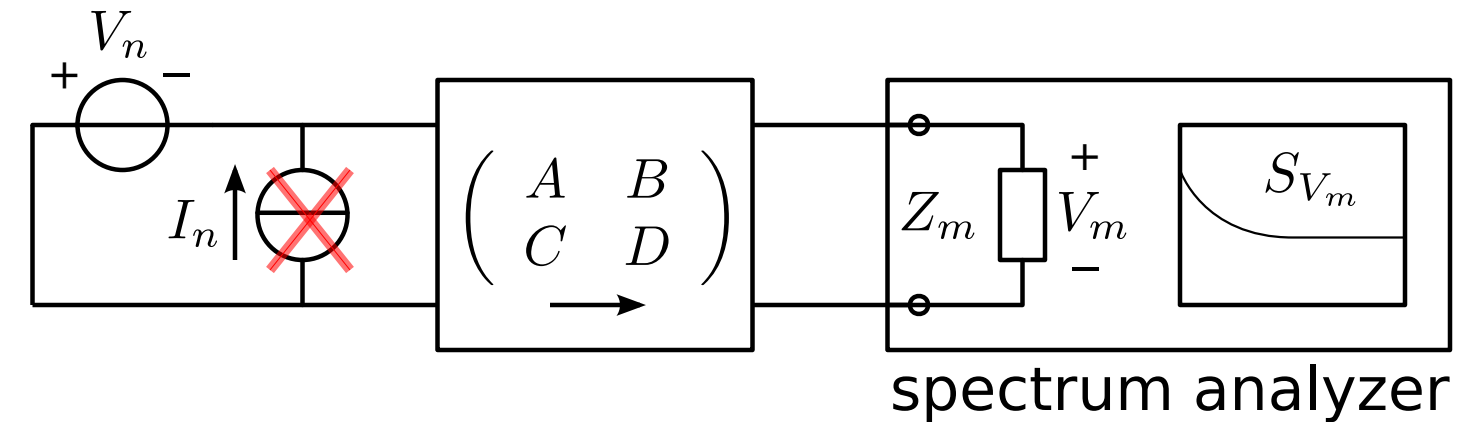 V_n
+ −
I_n
A B
C D
Z_m
+
V_m
−
S_{V_m}
spectrum analyzer